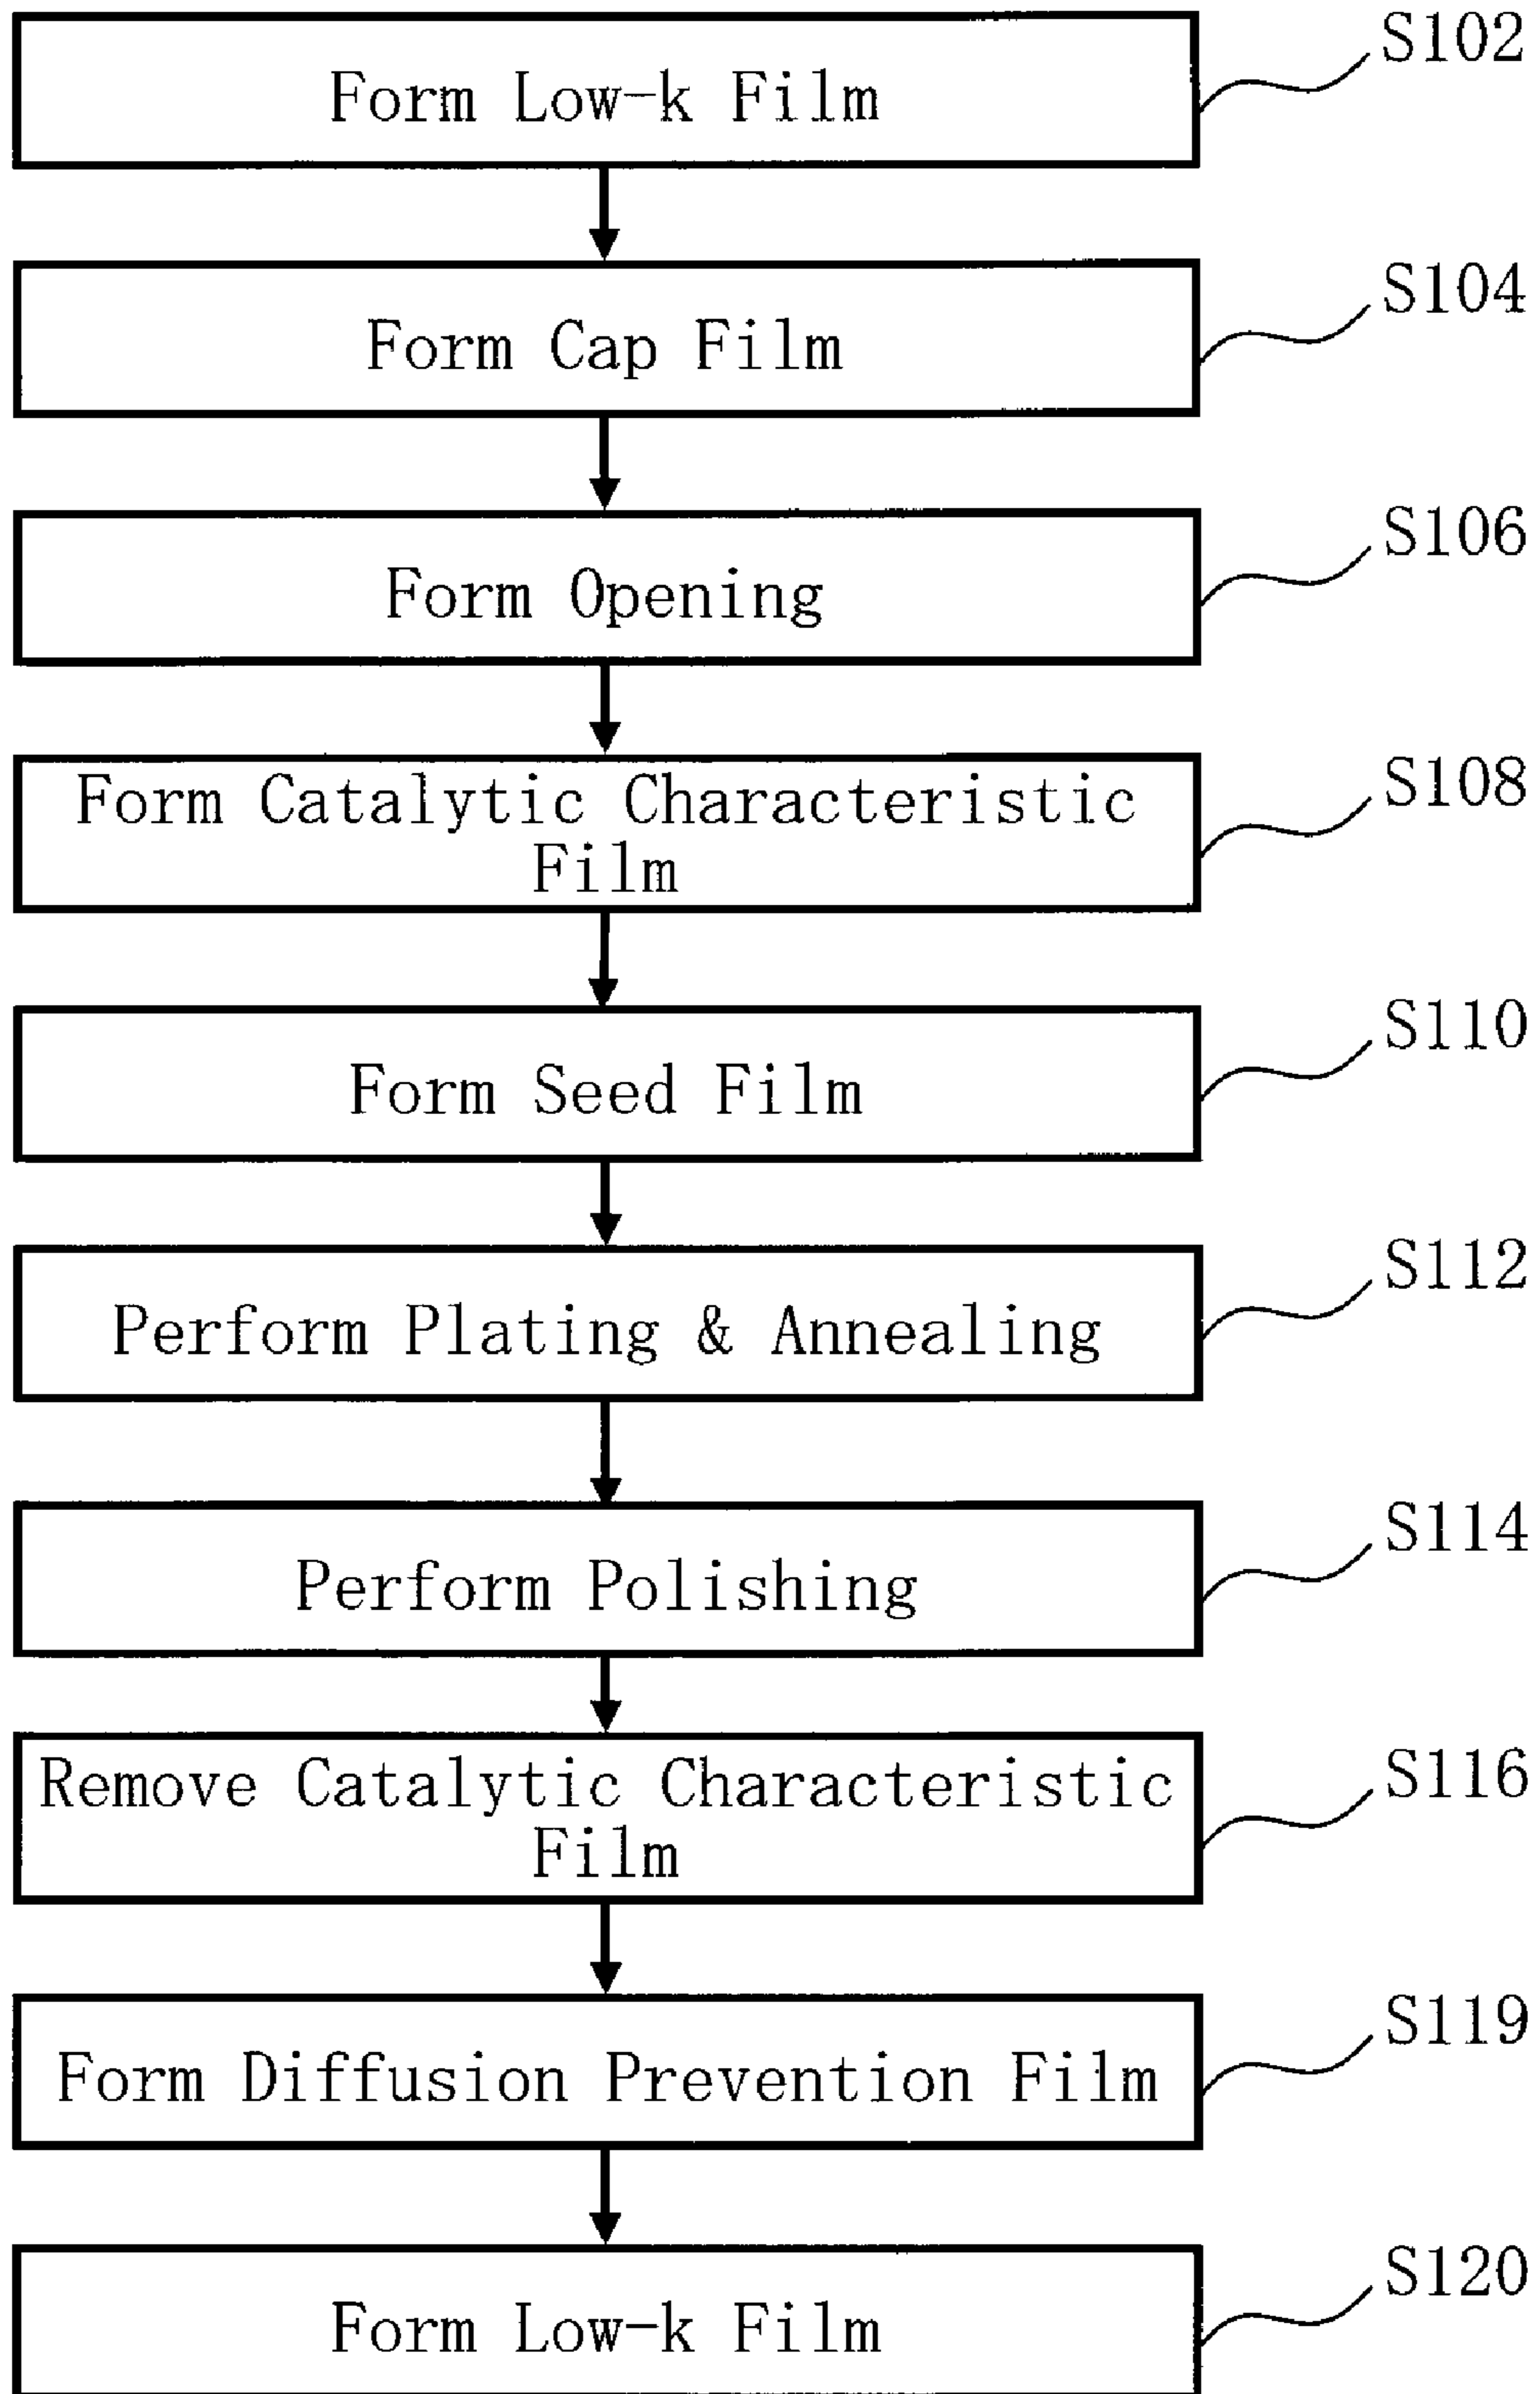 Form Low-k Film
S102
Form Cap Film
S104
Form Opening
S106
Form Catalytic Characteristic
Film
S108
Form Seed Film
S110
Perform Plating & Annealing
S112
Perform Polishing
S114
Remove Catalytic Characteristic
Film
S116
Form Diffusion Prevention Film
S119
Form Low-k Film
S120